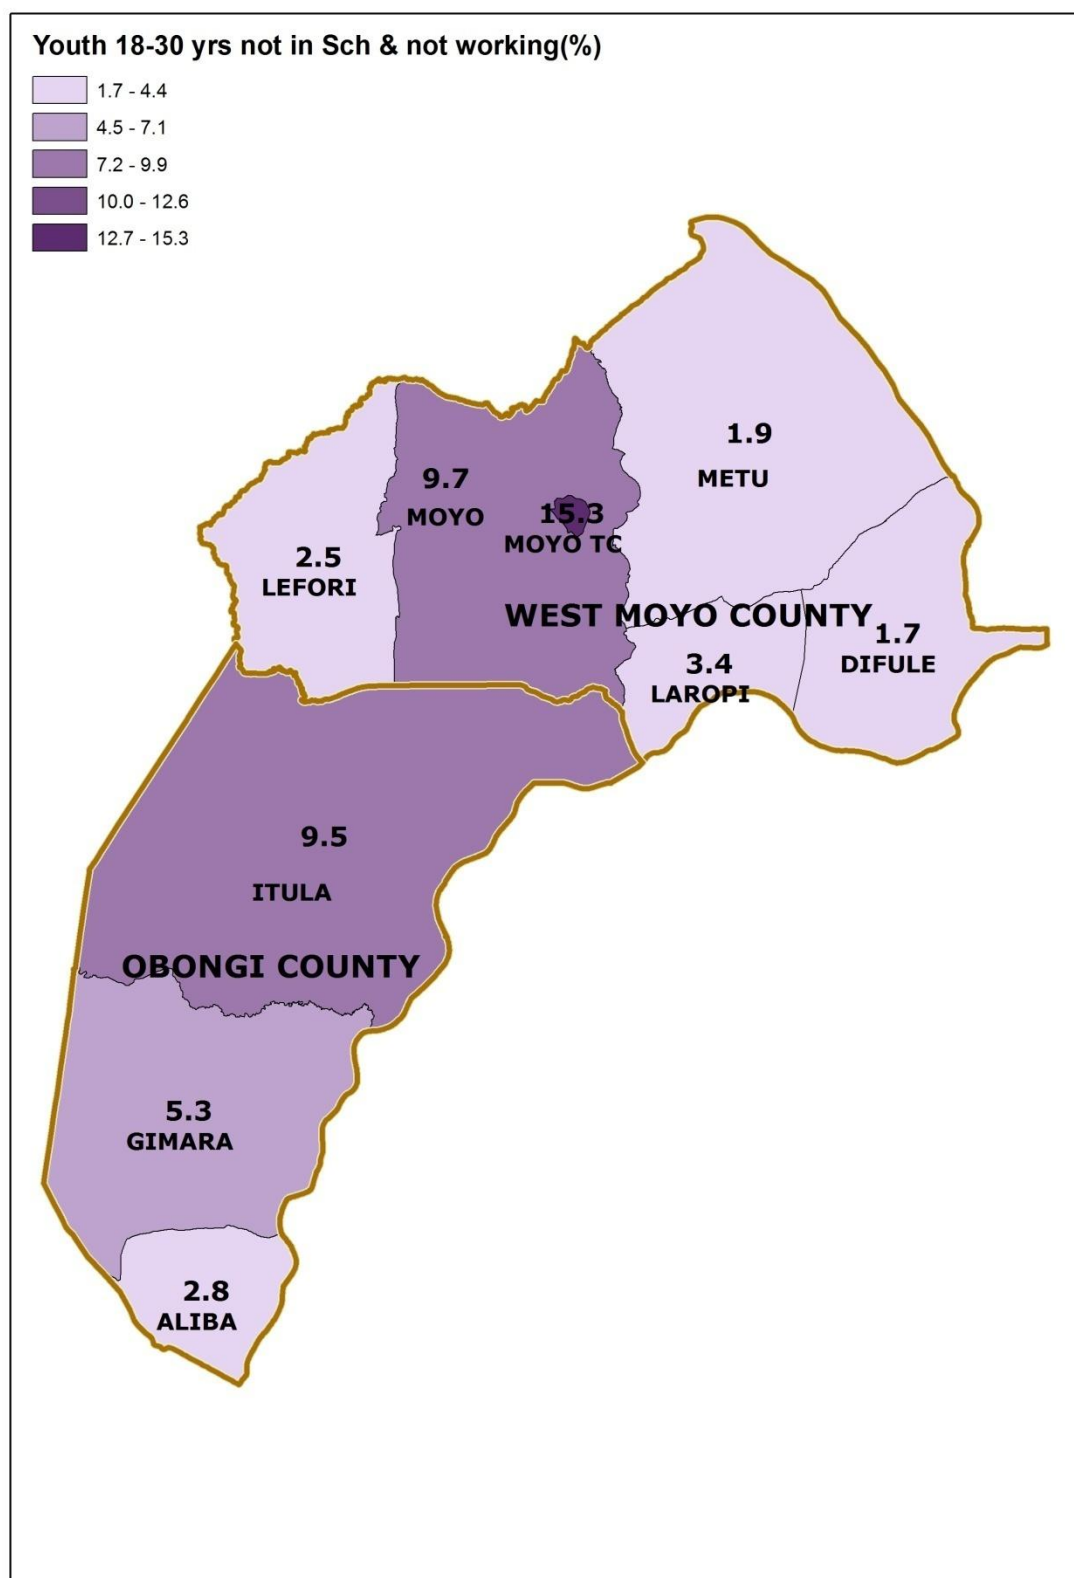 Youth 18-30 yrs not in Sch & not working(%)
1.7 - 4.4
4.5 - 7.1
7.2 - 9.9
10.0 - 12.6
12.7 - 15.3
1.9
METU
9.7
MOYO
15.3
MOYO TC
2.5
LEFORI
WEST MOYO COUNTY
1.7
DIFULE
3.4
LAROPI
9.5
ITULA
OBONGI COUNTY
5.3
GIMARA
2.8
ALIBA